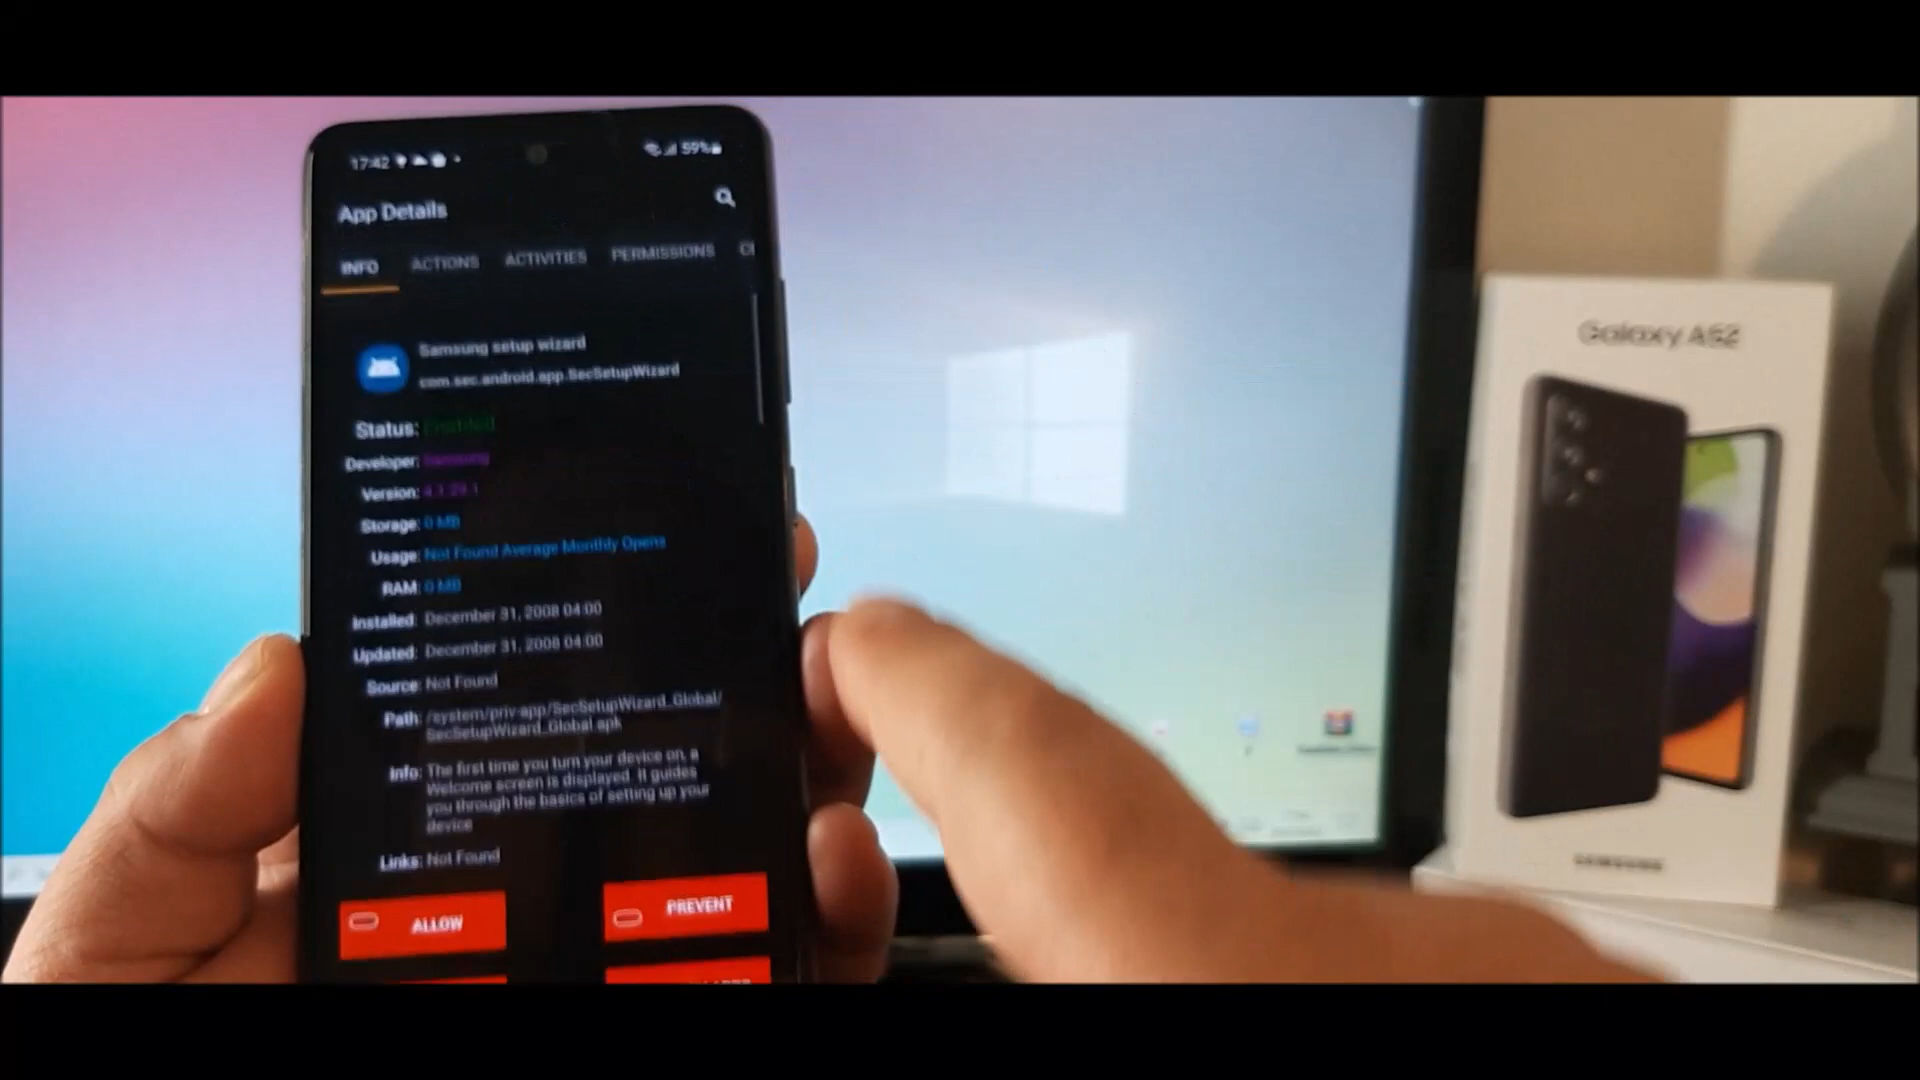 17:42
59%
App Details
INFO ACTIONS ACTIVITIES PERMISSIONS
Samsung setup wizard
com.sec.android.app.SecSetupWizard
Status: Enabled
Developer: Samsung
Version:
Storage: 0 MB
Usage: Not Found Average Monthly Opens
RAM: 0 MB
Installed: December 31, 2008 04:00
Updated: December 31, 2008 04:00
Source: Not Found
Path: /system/priv-app/SecSetupWizard_Global/
SecSetupWizard_Global.apk
Info: The first time you turn your device on, a
Welcome screen is displayed. It guides
you through the basics of setting up your
device
Links: Not Found
ALLOW
PREVENT
Galaxy A52
SAMSUNG